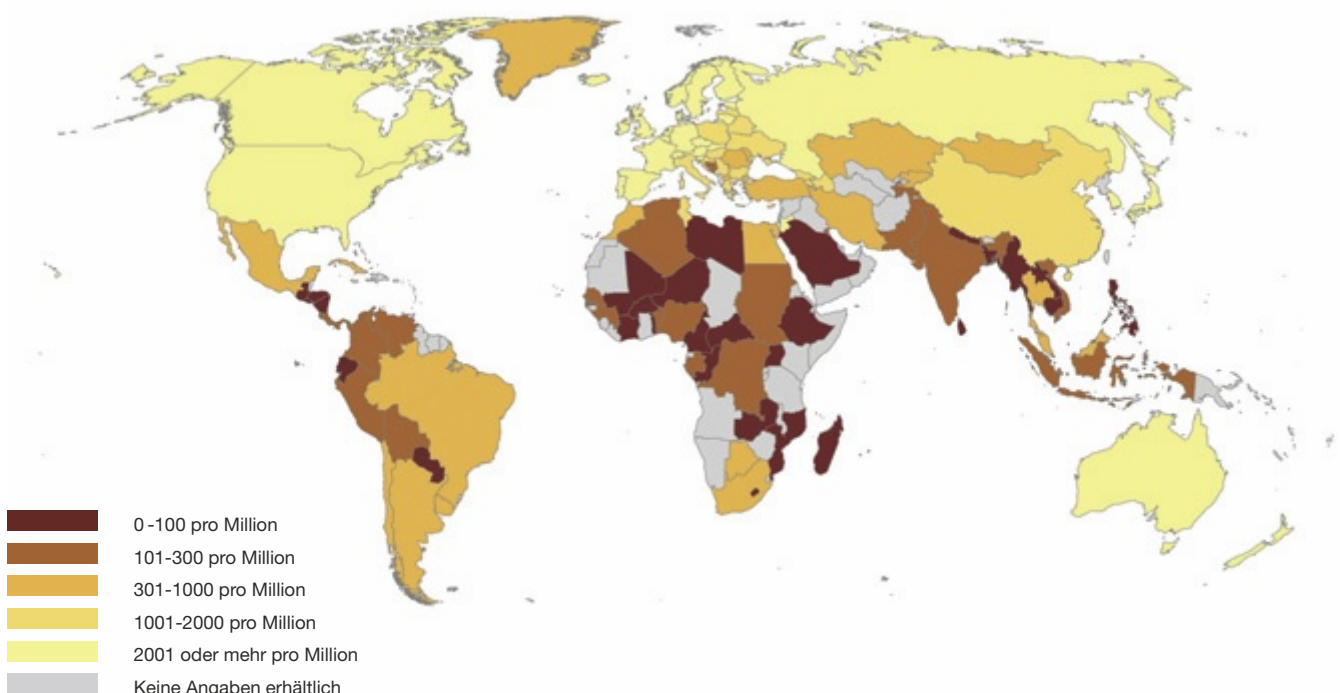 0-100 pro Million
101-300 pro Million
301-1000 pro Million
1001-2000 pro Million
2001 oder mehr pro Million
Keine Angaben erhältlich